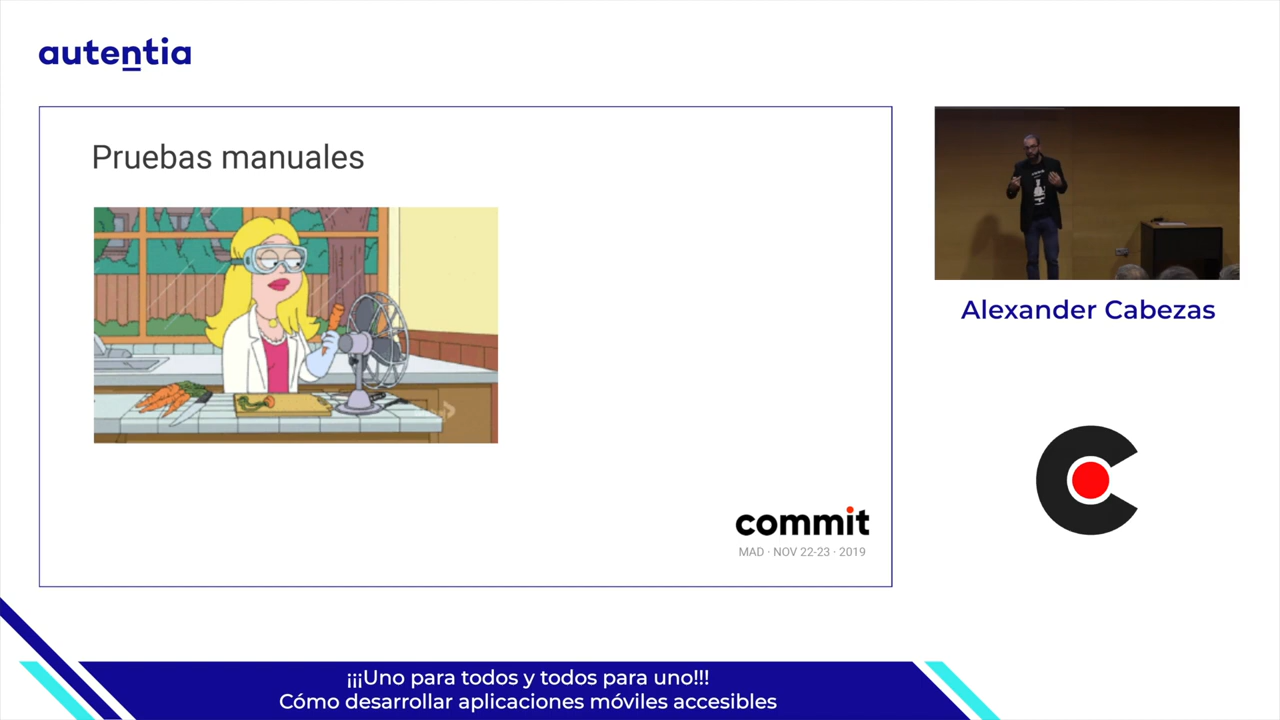 autentia
Pruebas manuales
commit
MAD · NOV 22-23 · 2019
Alexander Cabezas
¡¡¡Uno para todos y todos para uno!!!
Cómo desarrollar aplicaciones móviles accesibles